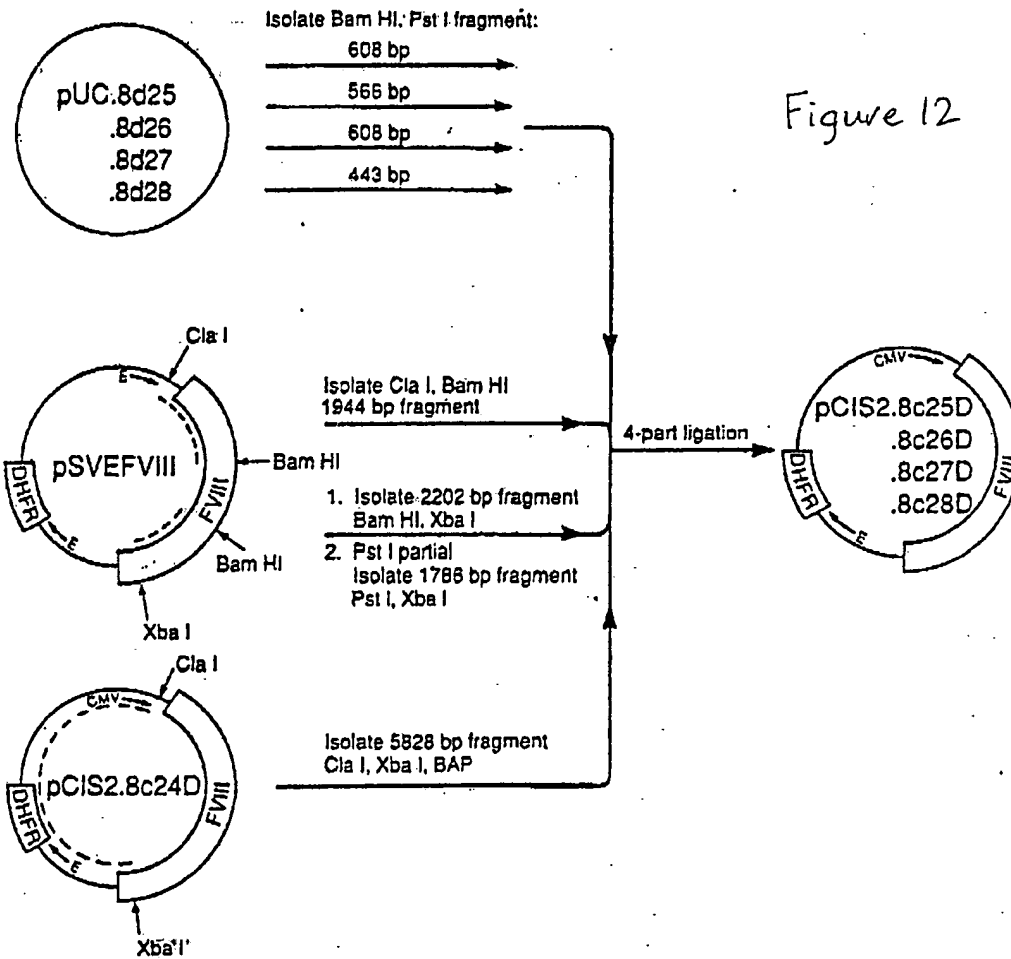 Isolate Bam HI, Pst I fragment:
608 bp
566 bp
608 bp
443 bp
pUC.8d25
.8d26
.8d27
.8d28
Figure 12
Cla I
E
pSVEFVIII
DHFR
E
FVIII
Bam HI
Bam HI
Xba I
Isolate Cla I, Bam HI
1944 bp fragment
1. Isolate 2202 bp fragment
Bam HI, Xba I
2. Pst I partial
Isolate 1786 bp fragment
Pst I, Xba I
4-part ligation
CMV
pCIS2.8c25D
.8c26D
.8c27D
.8c28D
DHFR
E
FVIII
Cla I
CMV
pCIS2.8c24D
DHFR
E
FVIII
Xba I
Isolate 5828 bp fragment
Cla I, Xba I, BAP